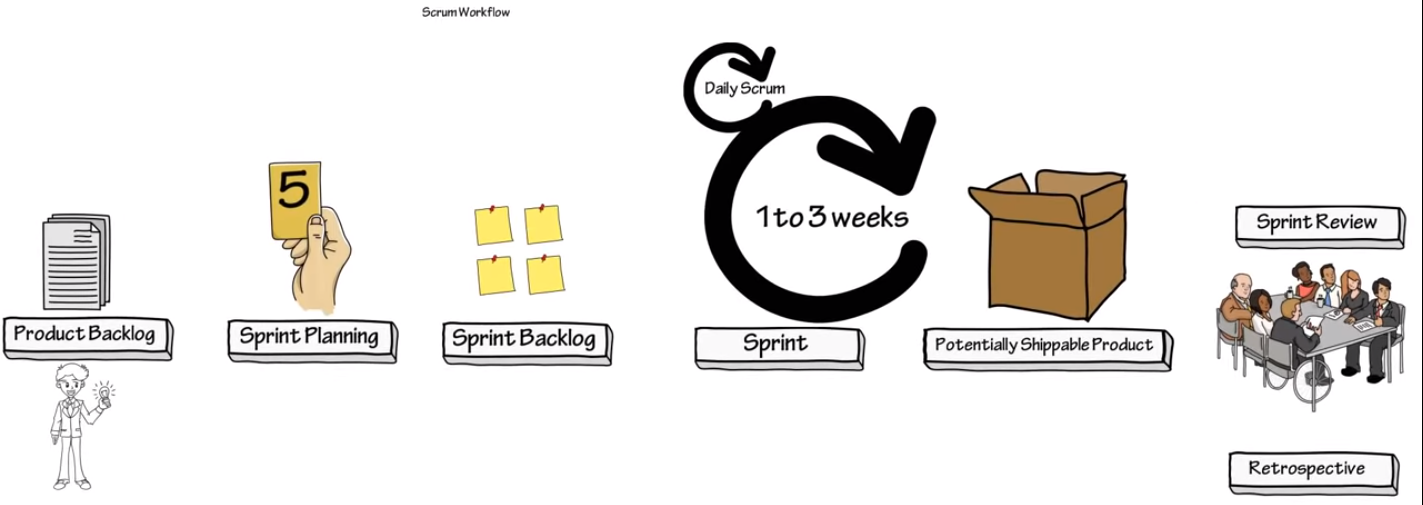 Scrum Workflow
Daily Scrum
5
1 to 3 weeks
Sprint Review
Product Backlog
Sprint Planning
Sprint Backlog
Sprint
Potentially Shippable Product
Retrospective